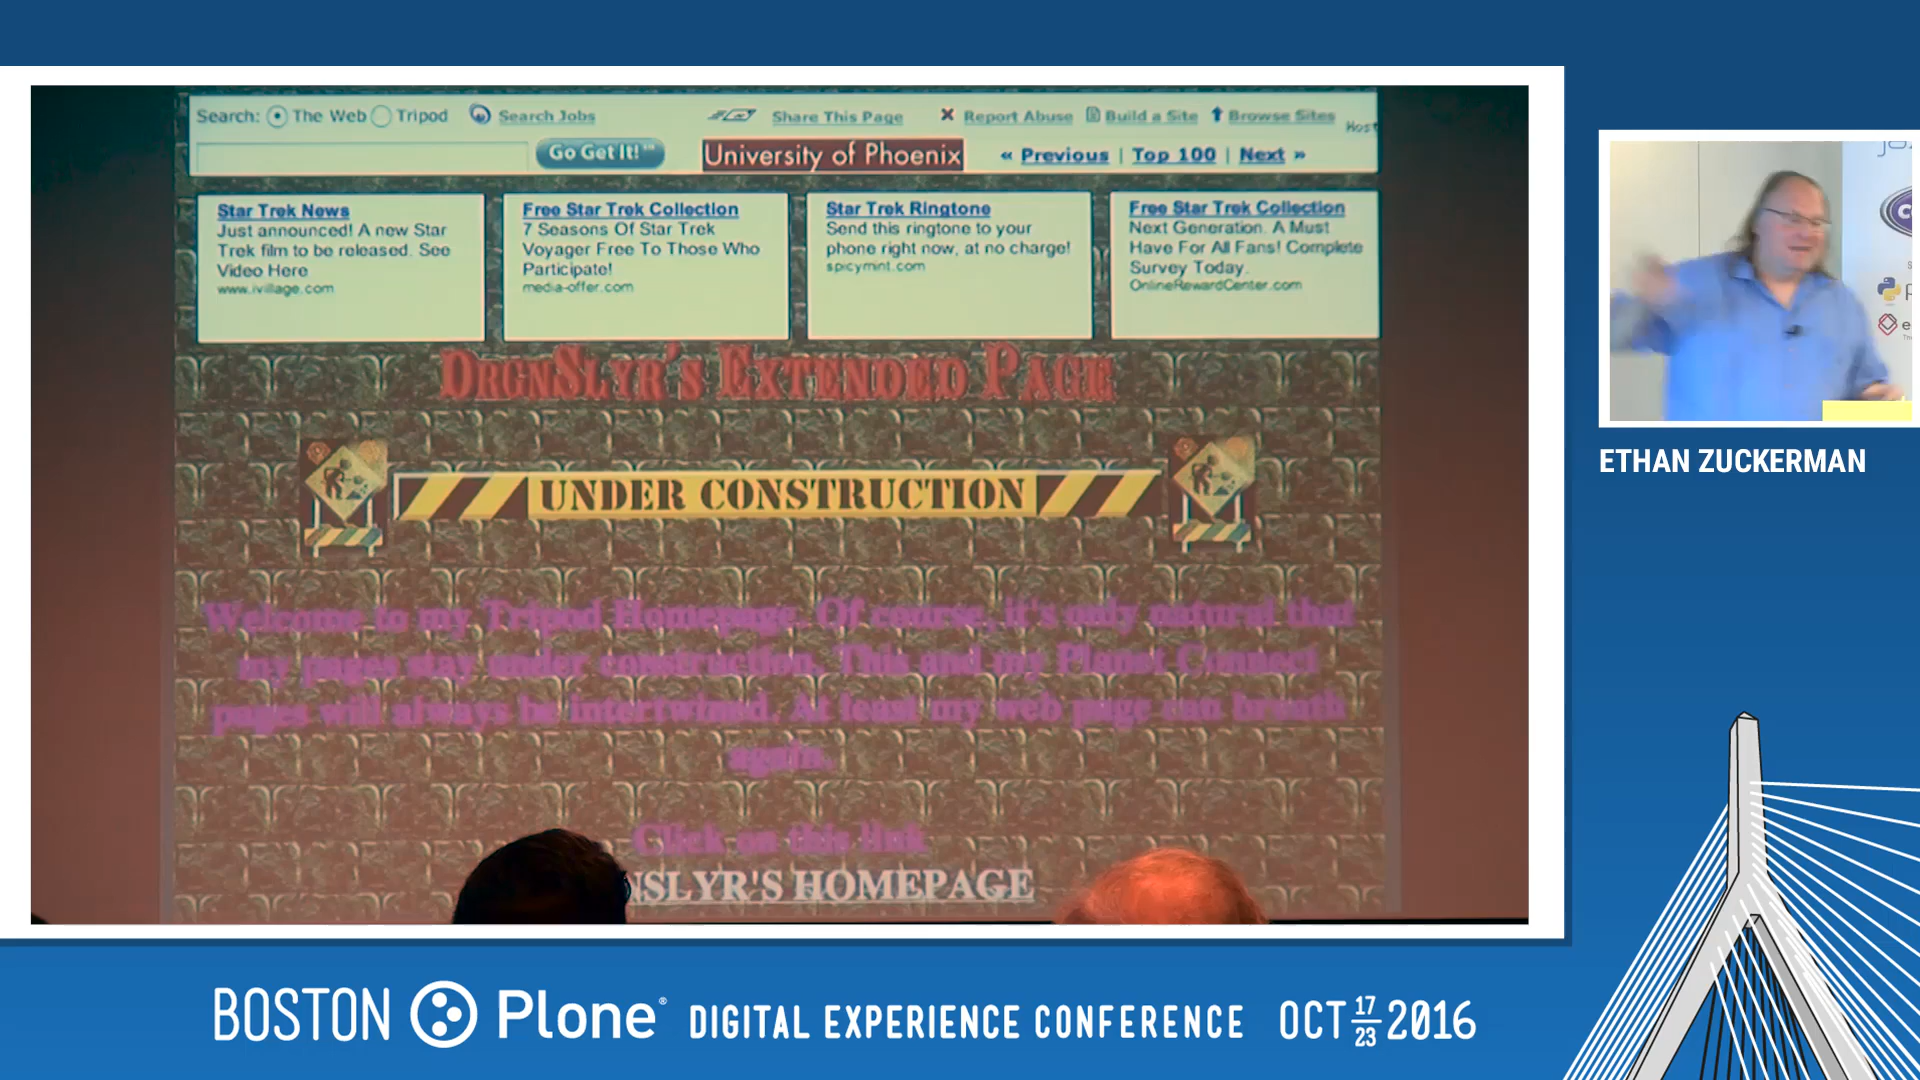 Search: The Web Tripod Search Jobs Share This Page Report Abuse Build a Site Browse Sites
Host
Go Get It!™ University of Phoenix « Previous | Top 100 | Next »
Star Trek News
Just announced! A new Star
Trek film to be released. See
Video Here
www.ivillage.com
Free Star Trek Collection
7 Seasons Of Star Trek
Voyager Free To Those Who
Participate!
media-offer.com
Star Trek Ringtone
Send this ringtone to your
phone right now, at no charge!
spicymint.com
Free Star Trek Collection
Next Generation. A Must
Have For All Fans! Complete
Survey Today.
OnlineRewardCenter.com
DRGNSLYR'S EXTENDED PAGE
UNDER CONSTRUCTION
Welcome to my Tripod Homepage. Of course, it's only natural that
my pages stay under construction. This and my Planet Connect
pages will always be intertwined. At least my web page can breath
again.
Click on this link
NSLYR'S HOMEPAGE
ETHAN ZUCKERMAN
BOSTON Plone® DIGITAL EXPERIENCE CONFERENCE OCT 17 23 2016